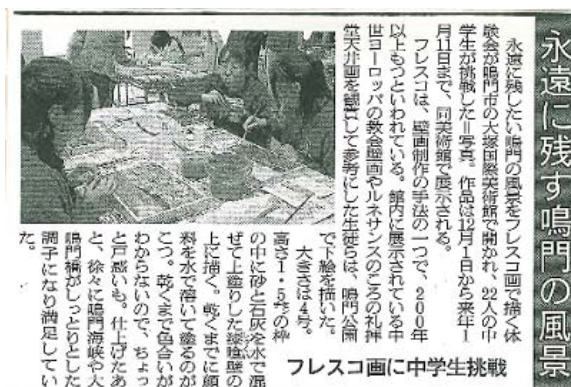 永遠に残す鳴門の風景
フレスコ画に中学生挑戦
永遠に残したい鳴門の風景をフレスコ画で描く体
験会が鳴門市の大塚国際美術館で開かれ、22人の中
学生が挑戦した＝写真。作品は12月1日から来年1
月11日まで、同美術館で展示される。
フレスコは、壁画制作の手法の一つで、200年
以上もつといわれている。館内に展示されている中
世ヨーロッパの教会壁画やルネサンスのころの礼拝
堂天井画を観賞して参考にした生徒らは、鳴門公園
で下絵を描いた。
大きさは4号。
高さ1・5㌢の枠
の中に砂と石灰を水で混
ぜて上塗りした漆喰壁の
上に描く。乾くまでに顔
料を水で溶いて塗るのが
こつ。乾くまで色合いが
わからないので、ちょっ
と戸惑いも。仕上げたあ
と、徐々に鳴門海峡や大
鳴門橋がしっとりとした
調子になり満足してい
た。